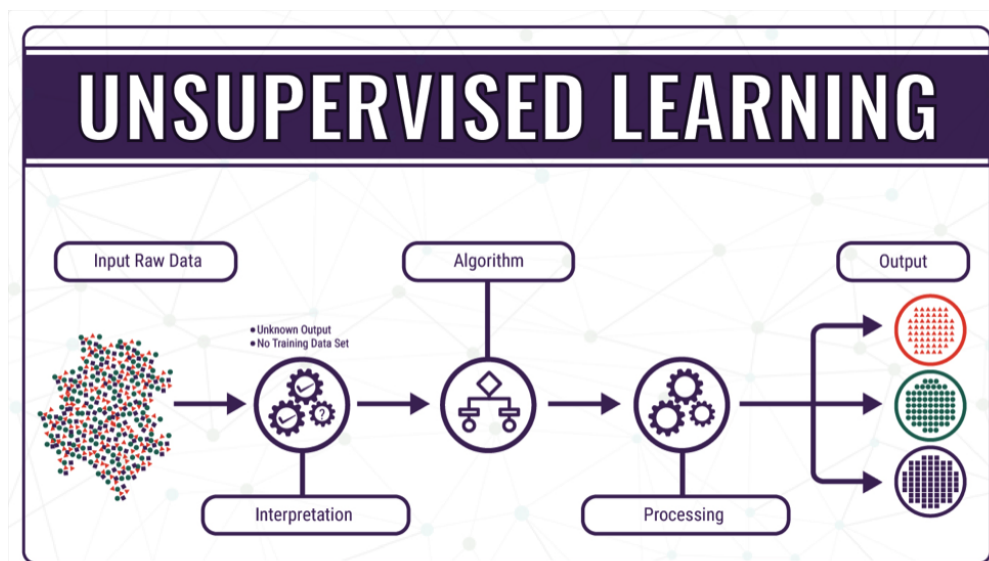 UNSUPERVISED LEARNING
Input Raw Data
Algorithm
Output
• Unknown Output
• No Training Data Set
?
Interpretation
Processing